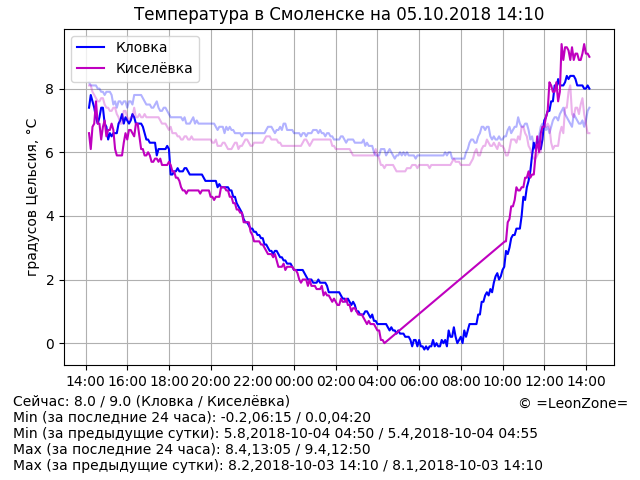 Температура в Смоленске на 05.10.2018 14:10
Кловка
Киселёвка
градусов Цельсия, °C
8
6
4
2
0
14:00 16:00 18:00 20:00 22:00 00:00 02:00 04:00 06:00 08:00 10:00 12:00 14:00
Сейчас: 8.0 / 9.0 (Кловка / Киселёвка)
© =LeonZone=
Min (за последние 24 часа): -0.2,06:15 / 0.0,04:20
Min (за предыдущие сутки): 5.8,2018-10-04 04:50 / 5.4,2018-10-04 04:55
Max (за последние 24 часа): 8.4,13:05 / 9.4,12:50
Max (за предыдущие сутки): 8.2,2018-10-03 14:10 / 8.1,2018-10-03 14:10